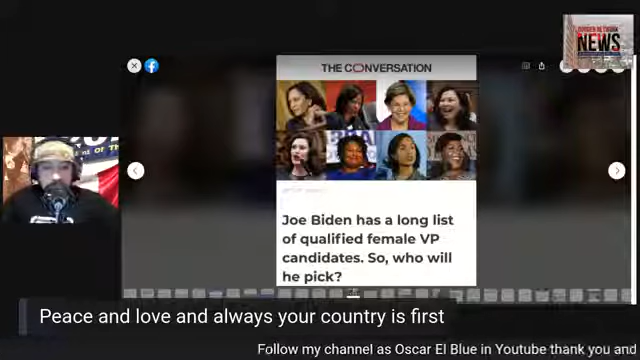 NEWS
THE CONVERSATION
Joe Biden has a long list
of qualified female VP
candidates. So, who will
he pick?
Peace and love and always your country is first
Follow my channel as Oscar El Blue in Youtube thank you and